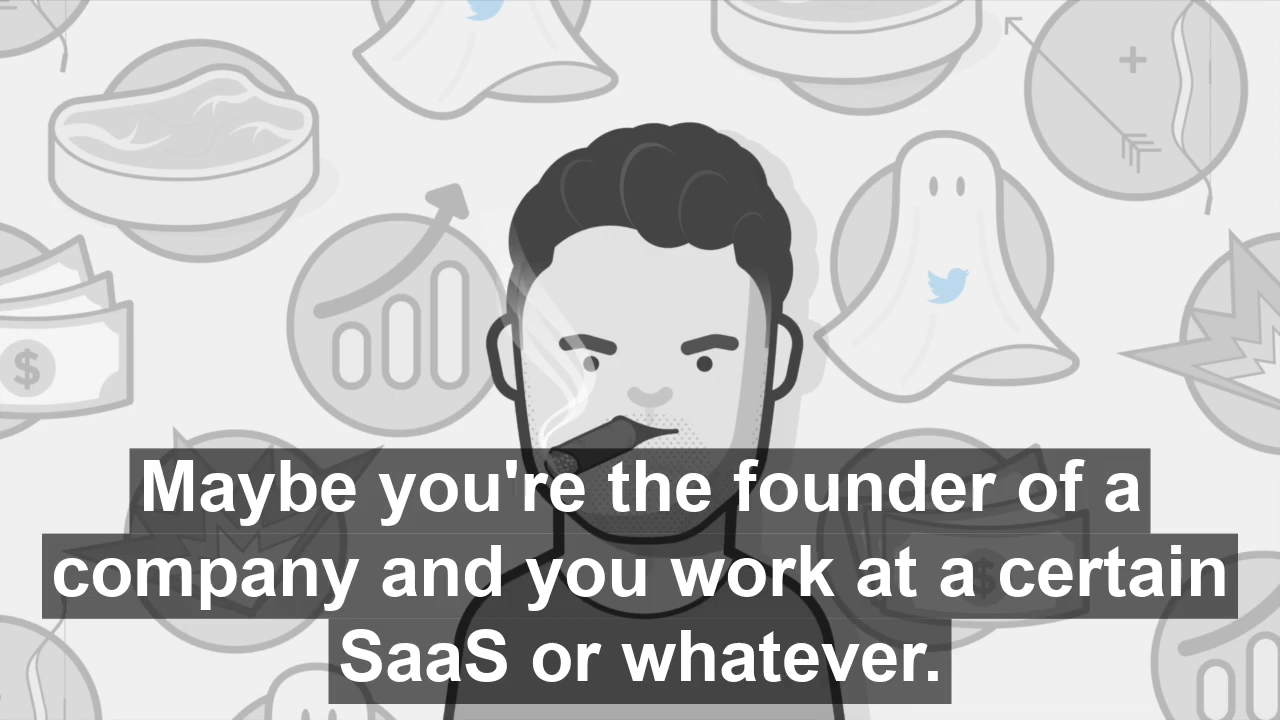 Maybe you're the founder of a
company and you work at a certain
SaaS or whatever.
$
$